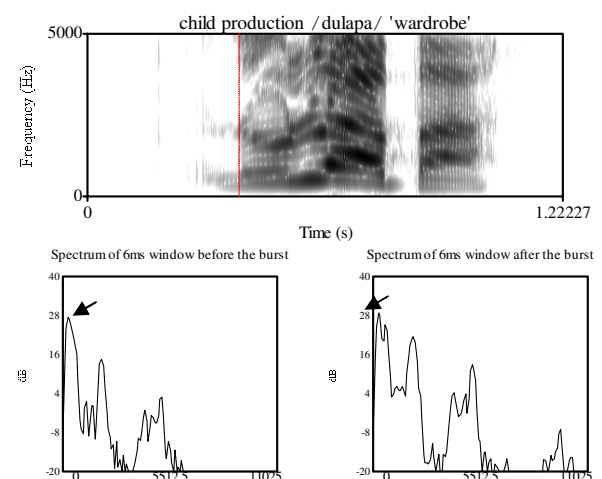 child production /dulapa/ 'wardrobe'
5000
Frequency (Hz)
0
0 1.22227
Time (s)
Spectrum of 6ms window before the burst
40
28
16
4
-8
-20
dB
0 5512.5 11025
Spectrum of 6ms window after the burst
40
28
16
4
-8
-20
dB
0 5512.5 11025